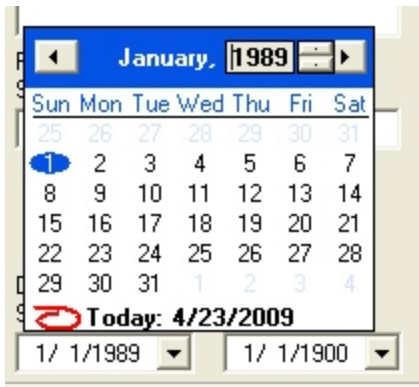 January, 1989
Sun Mon Tue Wed Thu Fri Sat
25 26 27 28 29 30 31
1 2 3 4 5 6 7
8 9 10 11 12 13 14
15 16 17 18 19 20 21
22 23 24 25 26 27 28
29 30 31 1 2 3 4
Today: 4/23/2009
1/ 1/1989 1/ 1/1900